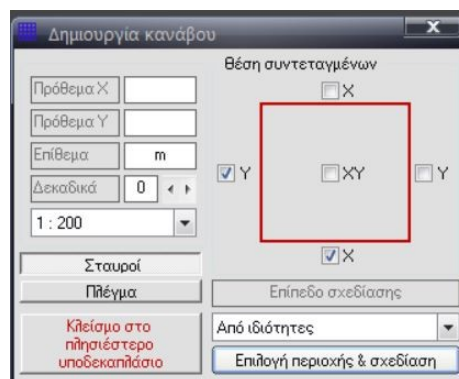 Δημιουργία κανάβου
X
Θέση συντεταγμένων
Πρόθεμα X
X
Πρόθεμα Y
Επίθεμα m
Y XY Y
Δεκαδικά 0
1 : 200
X
Σταυροί
Πλέγμα
Επίπεδο σχεδίασης
Κλείσιμο στο
πλησιέστερο
υποδεκαπλάσιο
Από ιδιότητες
Επιλογή περιοχής & σχεδίαση